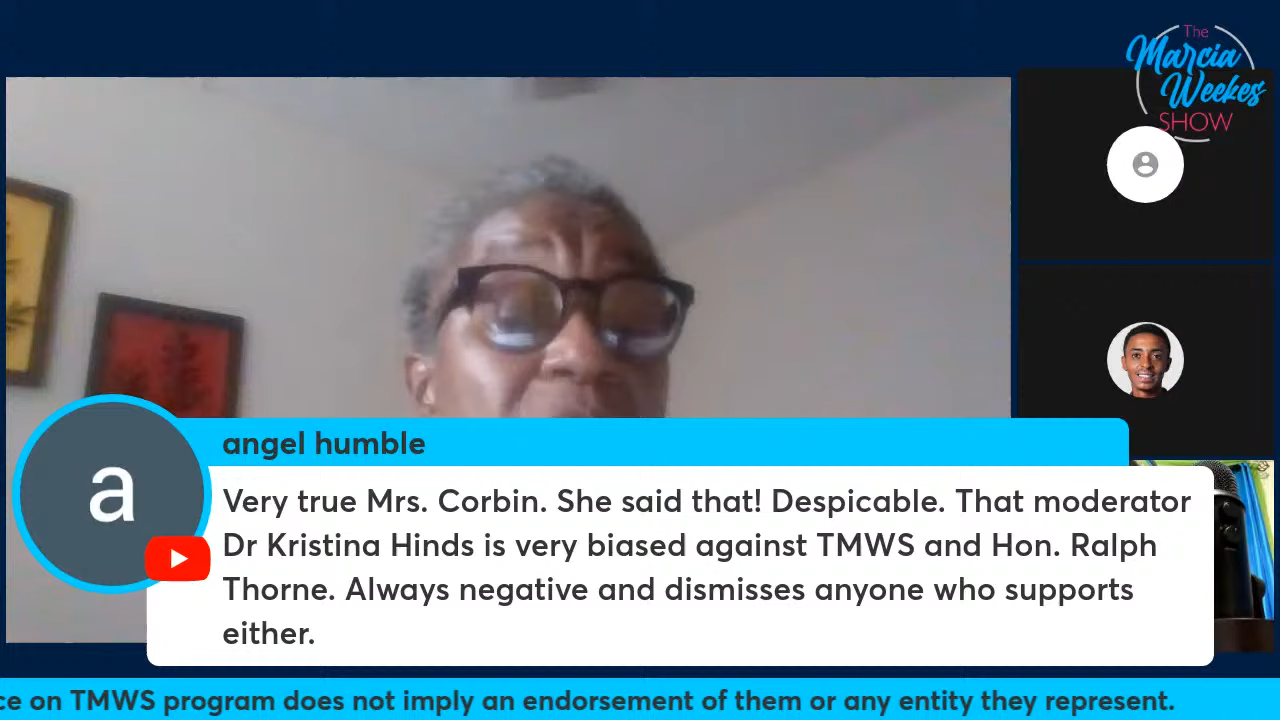 The
Marcia
Weekes
SHOW
a
angel humble
Very true Mrs. Corbin. She said that! Despicable. That moderator
Dr Kristina Hinds is very biased against TMWS and Hon. Ralph
Thorne. Always negative and dismisses anyone who supports
either.
ce on TMWS program does not imply an endorsement of them or any entity they represent.